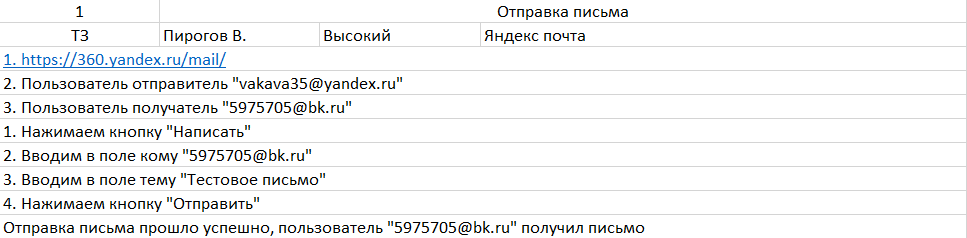 1 Отправка письма
ТЗ Пирогов В. Высокий Яндекс почта
1. https://360.yandex.ru/mail/
2. Пользователь отправитель "vakava35@yandex.ru"
3. Пользователь получатель "5975705@bk.ru"
1. Нажимаем кнопку "Написать"
2. Вводим в поле кому "5975705@bk.ru"
3. Вводим в поле тему "Тестовое письмо"
4. Нажимаем кнопку "Отправить"
Отправка письма прошло успешно, пользователь "5975705@bk.ru" получил письмо